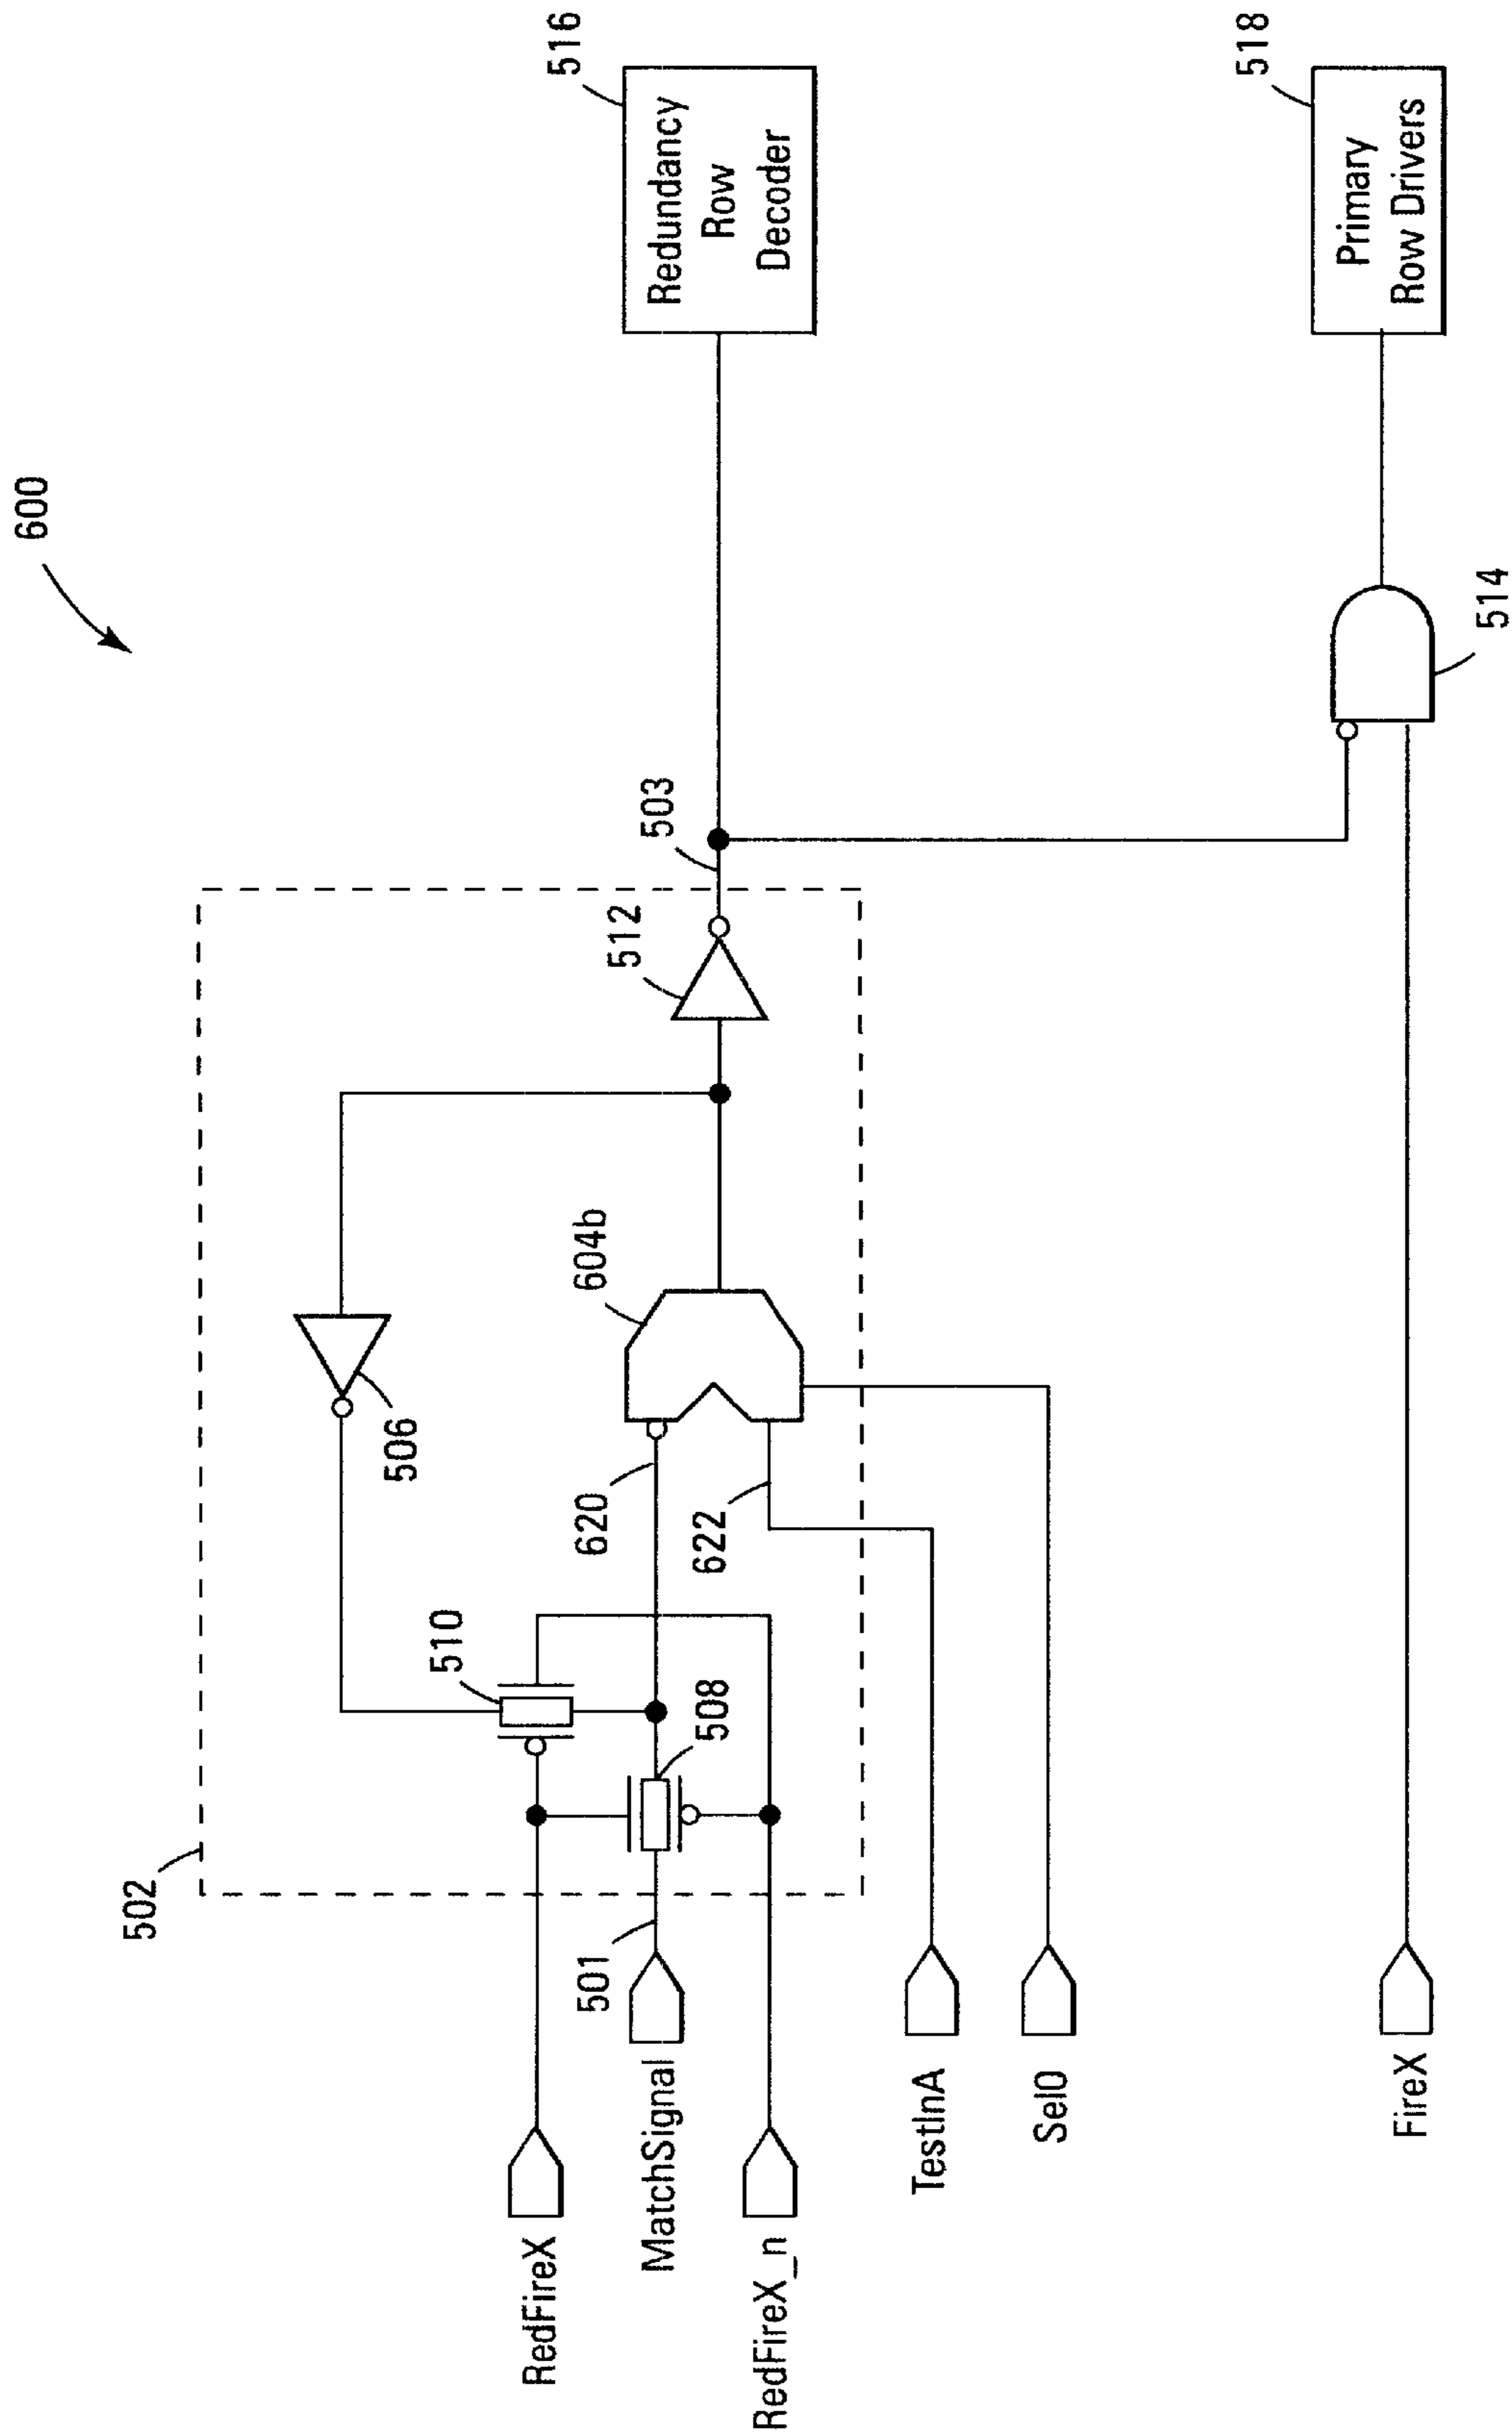 600
502
506
510
512
503
516
Redundancy
Row
Decoder
604b
620
622
508
501
RedFireX
MatchSignal
RedFireX_n
TestInA
Sel0
FireX
514
518
Primary
Row Drivers